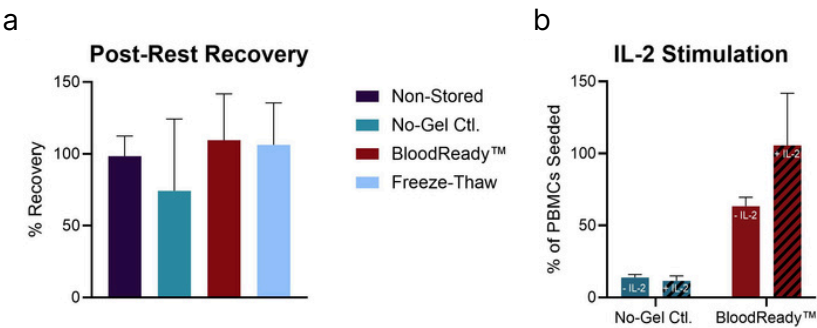 a
Post-Rest Recovery
150
100
50
0
% Recovery
Non-Stored
No-Gel Ctl.
BloodReady™
Freeze-Thaw
b
IL-2 Stimulation
150
100
50
0
% of PBMCs Seeded
- IL-2
+ IL-2
- IL-2
+ IL-2
No-Gel Ctl.
BloodReady™